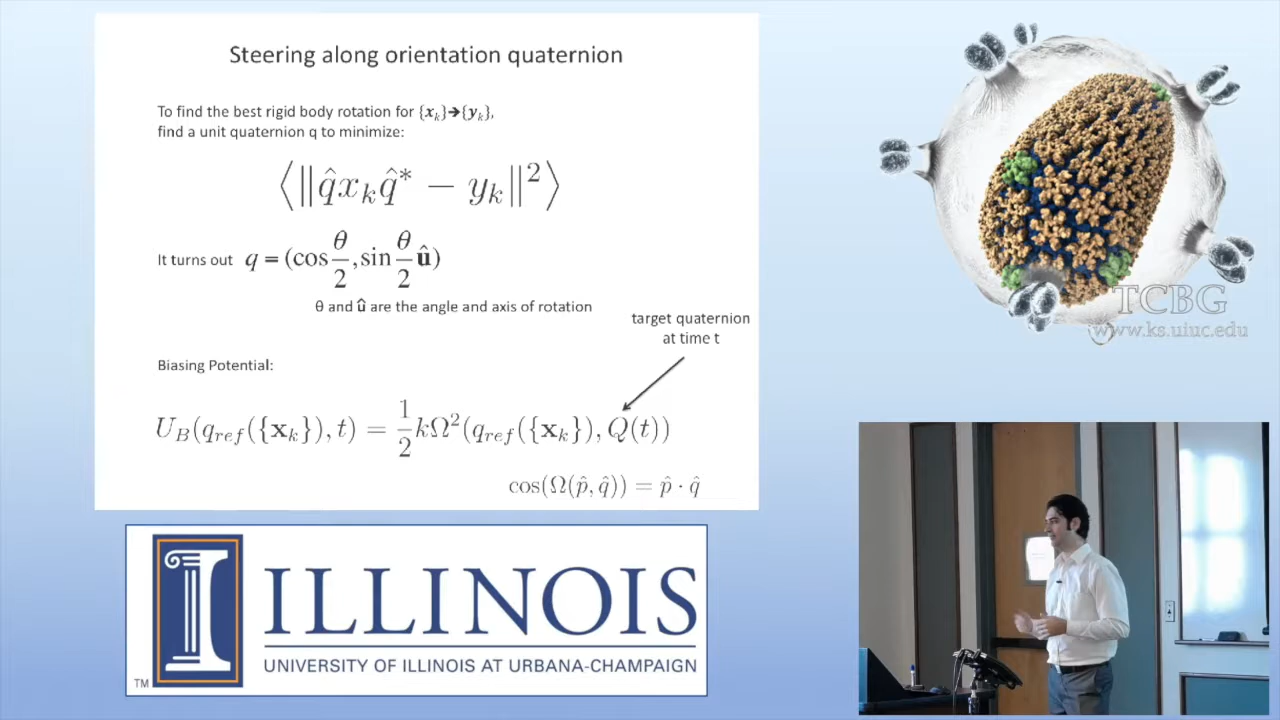 Steering along orientation quaternion
To find the best rigid body rotation for {xₖ}➔{yₖ},
find a unit quaternion q to minimize:
⟨‖q̂xₖq̂* − yₖ‖²⟩
It turns out q = (cos θ/2, sin θ/2 û)
θ and û are the angle and axis of rotation
target quaternion
at time t
Biasing Potential:
U_B(q_ref({𝐱ₖ}), t) = 1/2 kΩ²(q_ref({𝐱ₖ}), Q(t))
cos(Ω(p̂, q̂)) = p̂ · q̂
TCBG
www.ks.uiuc.edu
ILLINOIS
UNIVERSITY OF ILLINOIS AT URBANA-CHAMPAIGN
TM